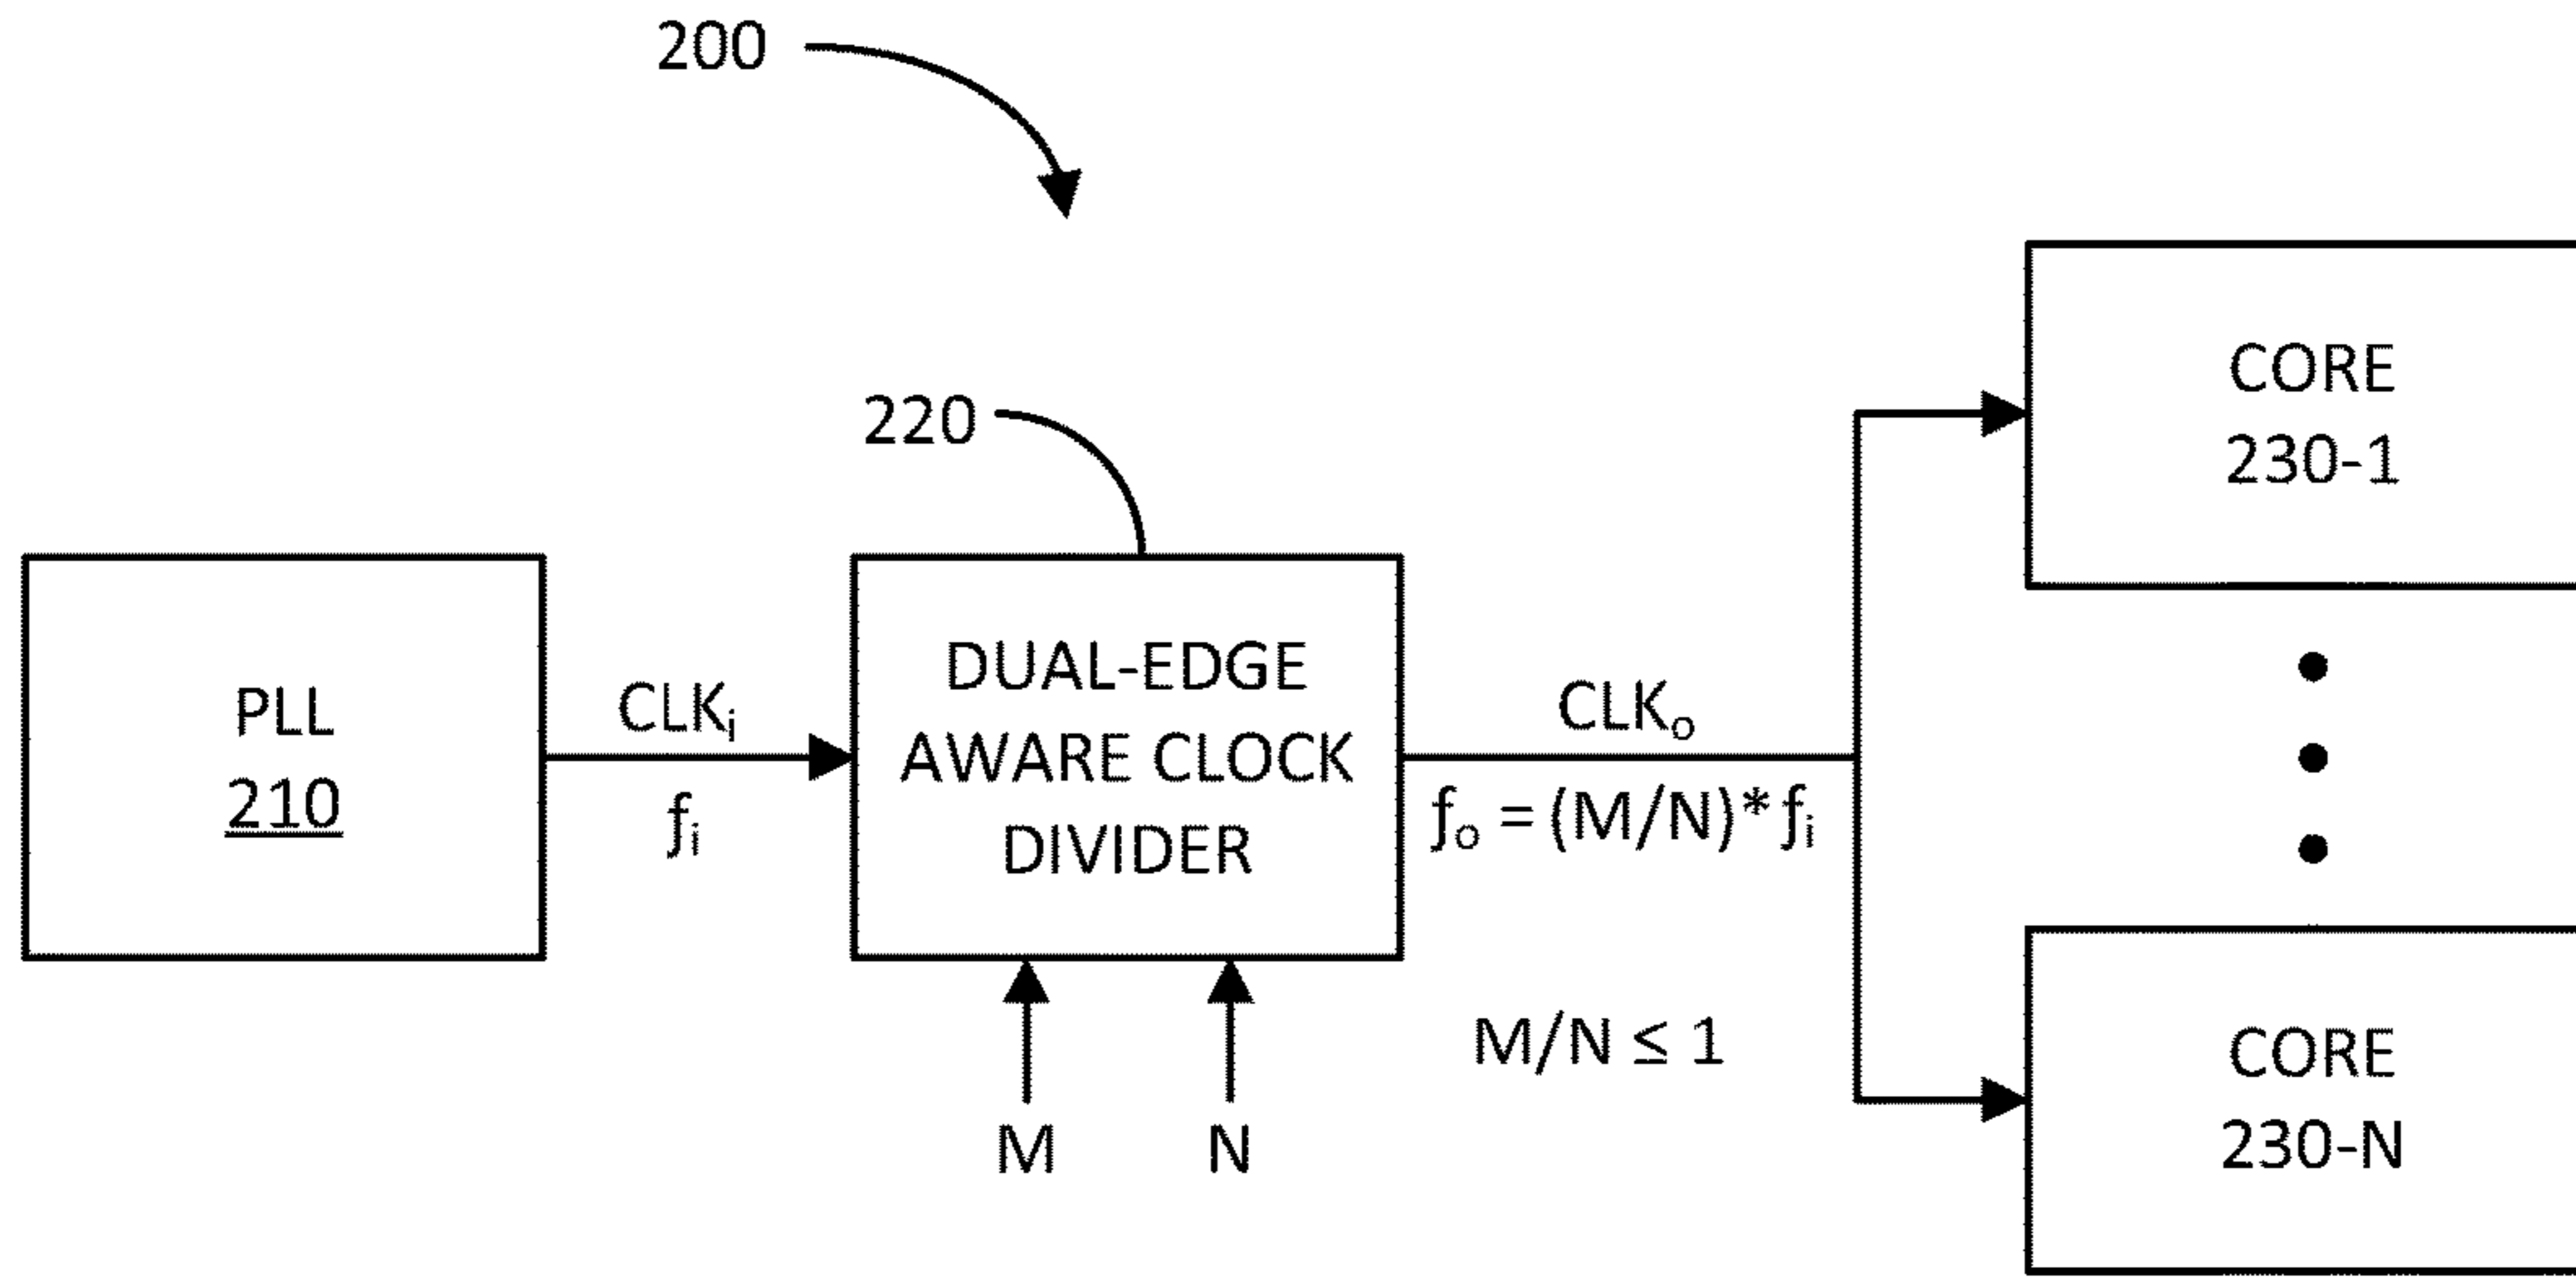 200
220
PLL
210
CLKi
fi
DUAL-EDGE
AWARE CLOCK
DIVIDER
M
N
CLKo
fo = (M/N)*fi
M/N ≤ 1
CORE
230-1
CORE
230-N